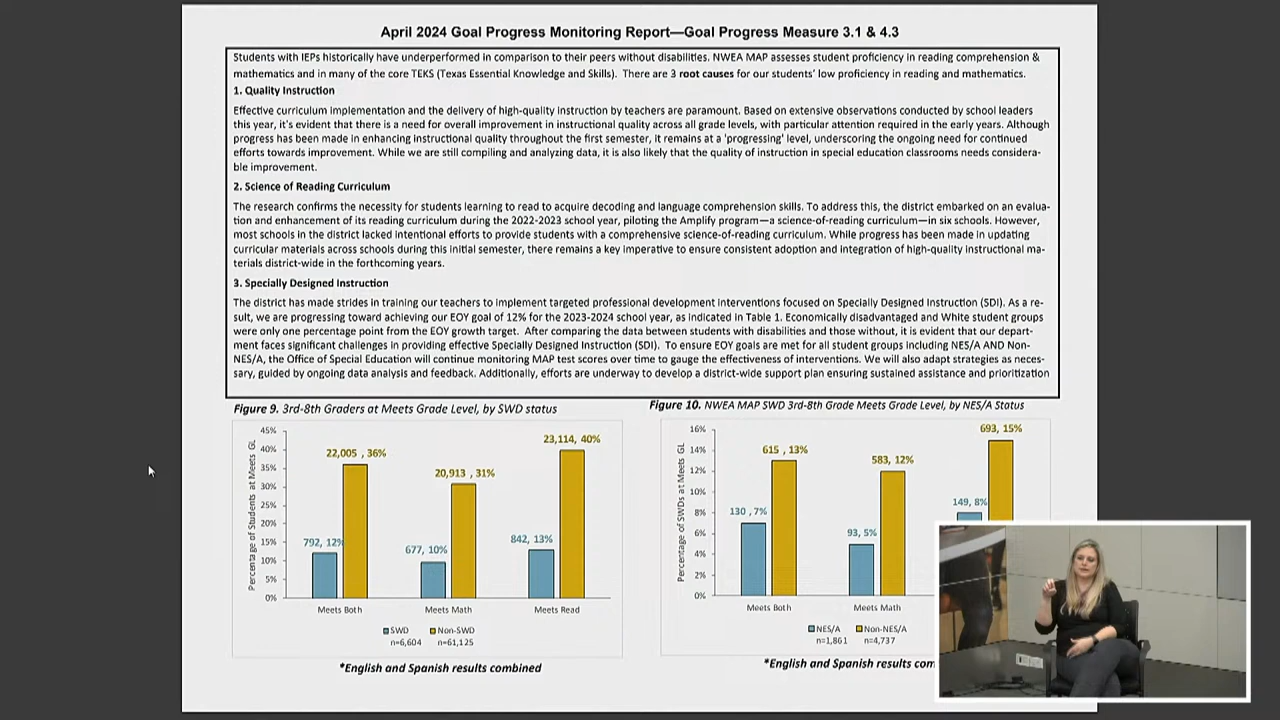 April 2024 Goal Progress Monitoring Report—Goal Progress Measure 3.1 & 4.3
Students with IEPs historically have underperformed in comparison to their peers without disabilities. NWEA MAP assesses student proficiency in reading comprehension &
mathematics and in many of the core TEKS (Texas Essential Knowledge and Skills). There are 3 root causes for our students' low proficiency in reading and mathematics.
1. Quality Instruction
Effective curriculum implementation and the delivery of high-quality instruction by teachers are paramount. Based on extensive observations conducted by school leaders
this year, it's evident that there is a need for overall improvement in instructional quality across all grade levels, with particular attention required in the early years. Although
progress has been made in enhancing instructional quality throughout the first semester, it remains at a 'progressing' level, underscoring the ongoing need for continued
efforts towards improvement. While we are still compiling and analyzing data, it is also likely that the quality of instruction in special education classrooms needs considera-
ble improvement.
2. Science of Reading Curriculum
The research confirms the necessity for students learning to read to acquire decoding and language comprehension skills. To address this, the district embarked on an evalua-
tion and enhancement of its reading curriculum during the 2022-2023 school year, piloting the Amplify program—a science-of-reading curriculum—in six schools. However,
most schools in the district lacked intentional efforts to provide students with a comprehensive science-of-reading curriculum. While progress has been made in updating
curricular materials across schools during this initial semester, there remains a key imperative to ensure consistent adoption and integration of high-quality instructional ma-
terials district-wide in the forthcoming years.
3. Specially Designed Instruction
The district has made strides in training our teachers to implement targeted professional development interventions focused on Specially Designed Instruction (SDI). As a re-
sult, we are progressing toward achieving our EOY goal of 12% for the 2023-2024 school year, as indicated in Table 1. Economically disadvantaged and White student groups
were only one percentage point from the EOY growth target. After comparing the data between students with disabilities and those without, it is evident that our depart-
ment faces significant challenges in providing effective Specially Designed Instruction (SDI). To ensure EOY goals are met for all student groups including NES/A AND Non-
NES/A, the Office of Special Education will continue monitoring MAP test scores over time to gauge the effectiveness of interventions. We will also adapt strategies as neces-
sary, guided by ongoing data analysis and feedback. Additionally, efforts are underway to develop a district-wide support plan ensuring sustained assistance and prioritization
Figure 9. 3rd-8th Graders at Meets Grade Level, by SWD status
Percentage of Students at Meets GL
45%
40%
35%
30%
25%
20%
15%
10%
5%
0%
792, 12%
22,005 , 36%
677, 10%
20,913 , 31%
842, 13%
23,114, 40%
Meets Both
Meets Math
Meets Read
SWD
n=6,604
Non-SWD
n=61,125
*English and Spanish results combined
Figure 10. NWEA MAP SWD 3rd-8th Grade Meets Grade Level, by NES/A Status
Percentage of SWDs at Meets GL
16%
14%
12%
10%
8%
6%
4%
2%
0%
130 , 7%
615 , 13%
93, 5%
583, 12%
149, 8%
693, 15%
Meets Both
Meets Math
NES/A
n=1,861
Non-NES/A
n=4,737
*English and Spanish results com